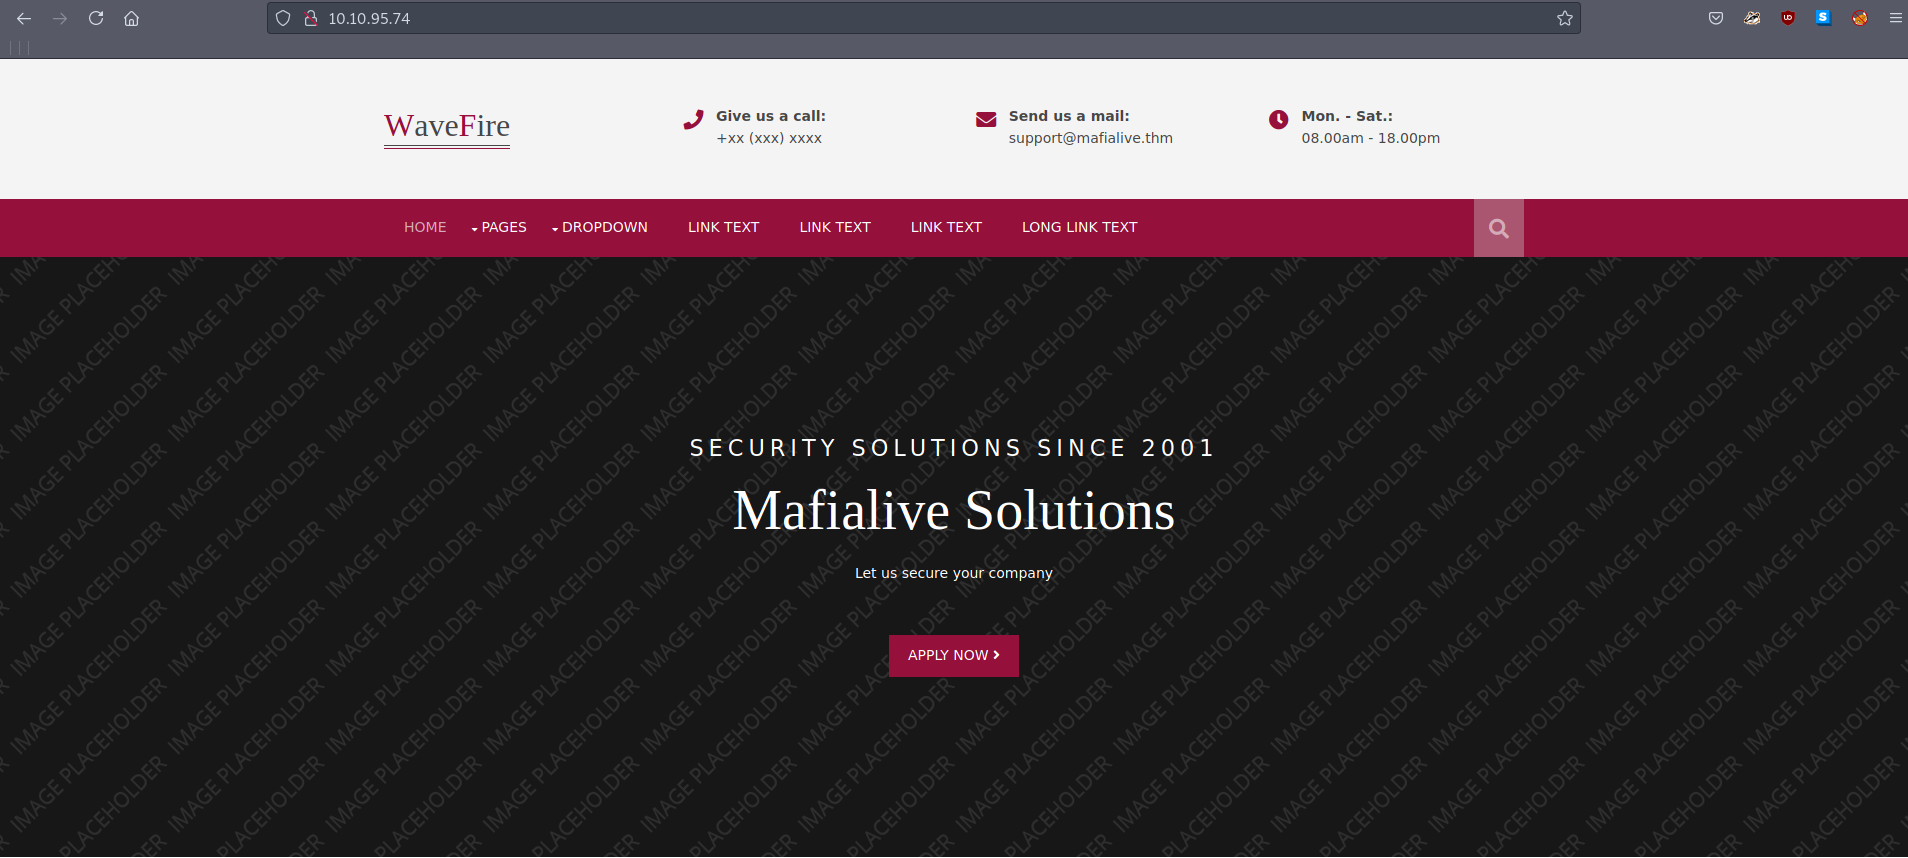 10.10.95.74
WaveFire
Give us a call:
+xx (xxx) xxxx
Send us a mail:
support@mafialive.thm
Mon. - Sat.:
08.00am - 18.00pm
HOME PAGES DROPDOWN LINK TEXT LINK TEXT LINK TEXT LONG LINK TEXT
IMAGE PLACEHOLDER
SECURITY SOLUTIONS SINCE 2001
Mafialive Solutions
Let us secure your company
APPLY NOW